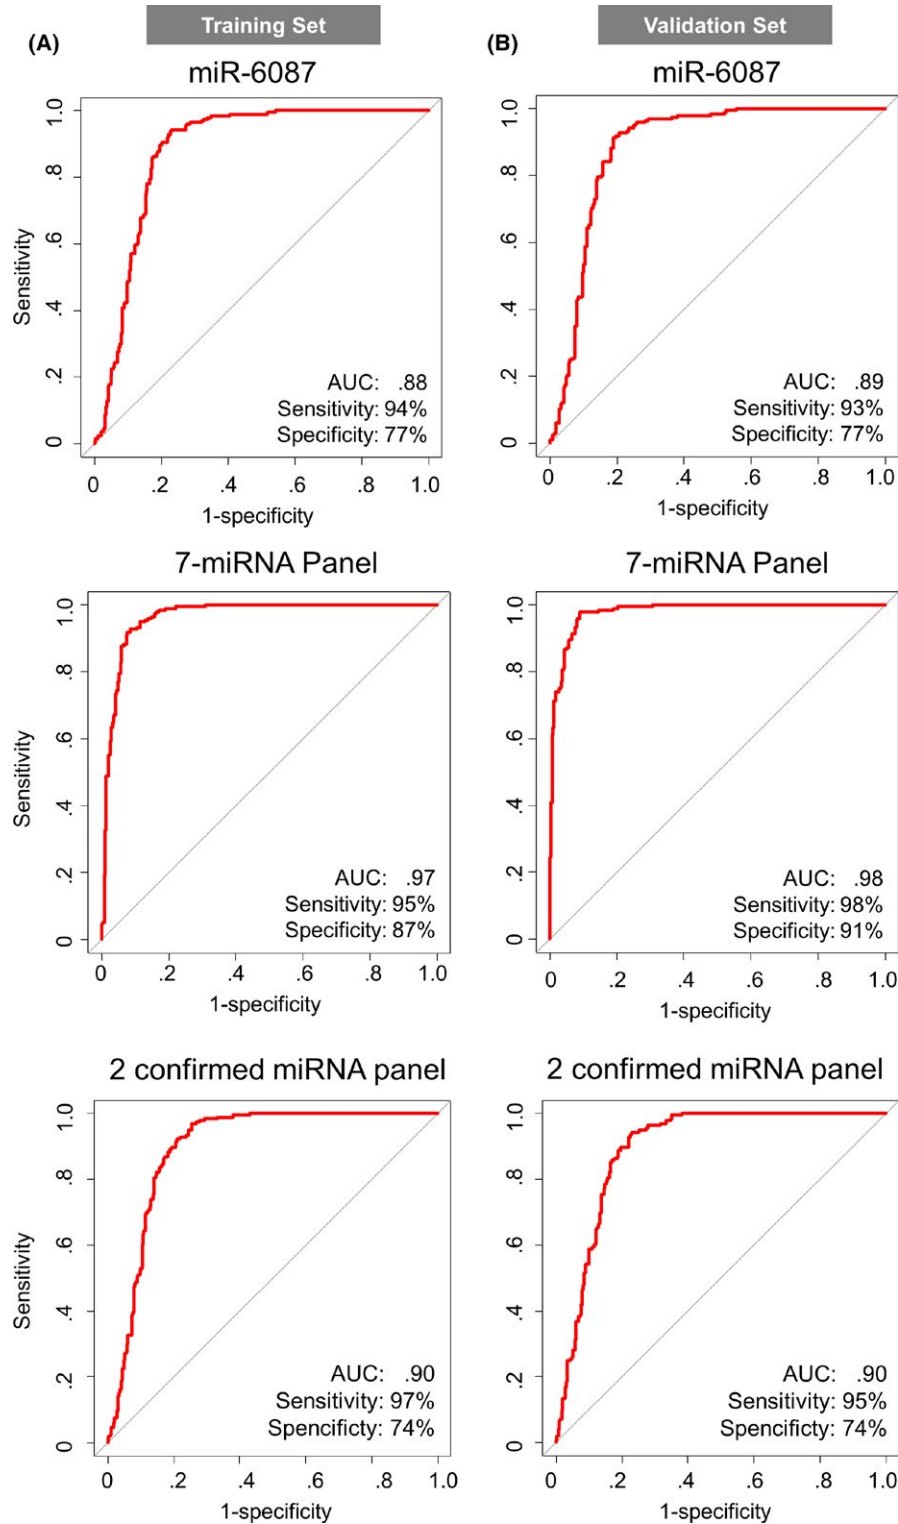 Training Set
Validation Set
(A)
(B)
miR-6087
miR-6087
1.0
.8
.6
.4
.2
0
Sensitivity
AUC: .88
Sensitivity: 94%
Specificity: 77%
0 .2 .4 .6 .8 1.0
1-specificity
1.0
.8
.6
.4
.2
0
AUC: .89
Sensitivity: 93%
Specificity: 77%
0 .2 .4 .6 .8 1.0
1-specificity
7-miRNA Panel
7-miRNA Panel
1.0
.8
.6
.4
.2
0
Sensitivity
AUC: .97
Sensitivity: 95%
Specificity: 87%
0 .2 .4 .6 .8 1.0
1-specificity
1.0
.8
.6
.4
.2
0
AUC: .98
Sensitivity: 98%
Specificity: 91%
0 .2 .4 .6 .8 1.0
1-specificity
2 confirmed miRNA panel
2 confirmed miRNA panel
1.0
.8
.6
.4
.2
0
Sensitivity
AUC: .90
Sensitivity: 97%
Spencificty: 74%
0 .2 .4 .6 .8 1.0
1-specificity
1.0
.8
.6
.4
.2
0
AUC: .90
Sensitivity: 95%
Spencificty: 74%
0 .2 .4 .6 .8 1.0
1-specificity